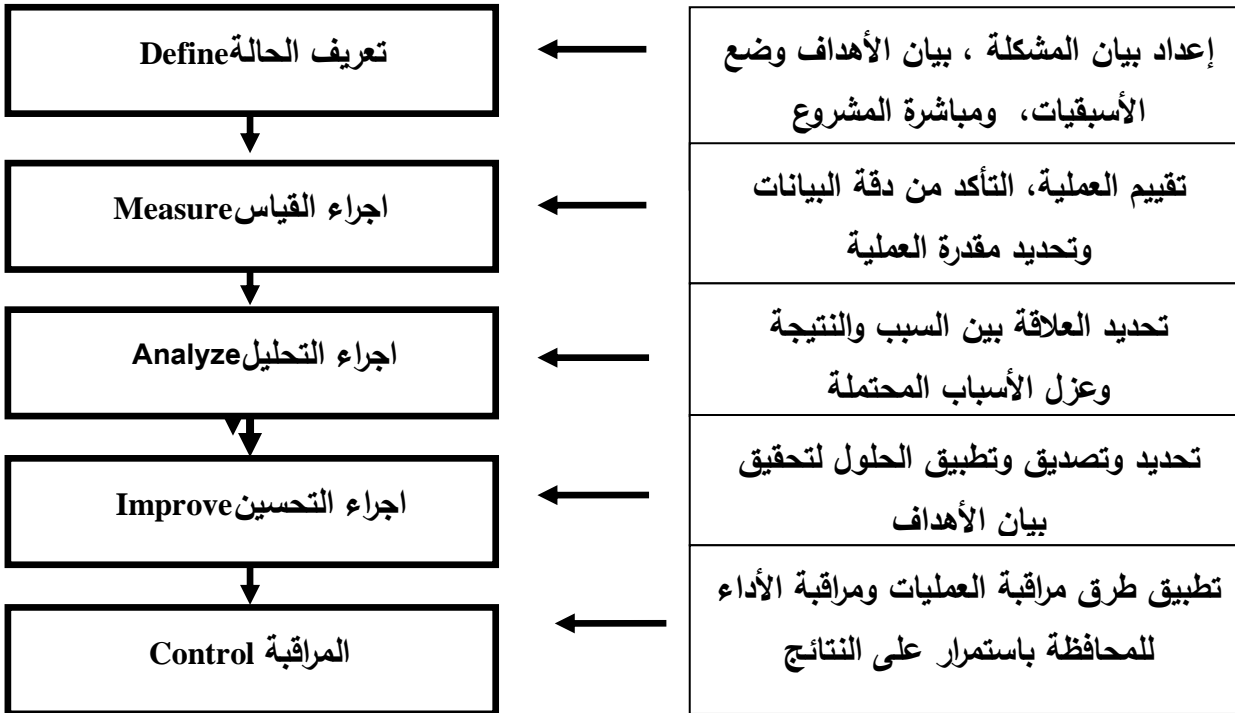 إعداد بيان المشكلة ، بيان الأهداف وضع
الأسبقيات، ومباشرة المشروع
تعريف الحالةDefine
تقييم العملية، التأكد من دقة البيانات
وتحديد مقدرة العملية
اجراء القياسMeasure
تحديد العلاقة بين السبب والنتيجة
وعزل الأسباب المحتملة
اجراء التحليلAnalyze
تحديد وتصديق وتطبيق الحلول لتحقيق
بيان الأهداف
اجراء التحسينImprove
تطبيق طرق مراقبة العمليات ومراقبة الأداء
للمحافظة باستمرار على النتائج
المراقبة Control